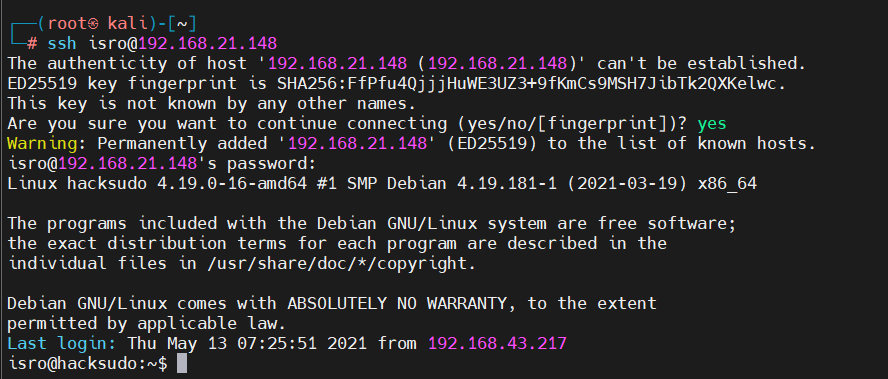 ┌──(root㉿ kali)-[~]
└─# ssh isro@192.168.21.148
The authenticity of host '192.168.21.148 (192.168.21.148)' can't be established.
ED25519 key fingerprint is SHA256:FfPfu4QjjjHuWE3UZ3+9fKmCs9MSH7JibTk2QXKelwc.
This key is not known by any other names.
Are you sure you want to continue connecting (yes/no/[fingerprint])? yes
Warning: Permanently added '192.168.21.148' (ED25519) to the list of known hosts.
isro@192.168.21.148's password:
Linux hacksudo 4.19.0-16-amd64 #1 SMP Debian 4.19.181-1 (2021-03-19) x86_64

The programs included with the Debian GNU/Linux system are free software;
the exact distribution terms for each program are described in the
individual files in /usr/share/doc/*/copyright.

Debian GNU/Linux comes with ABSOLUTELY NO WARRANTY, to the extent
permitted by applicable law.
Last login: Thu May 13 07:25:51 2021 from 192.168.43.217
isro@hacksudo:~$